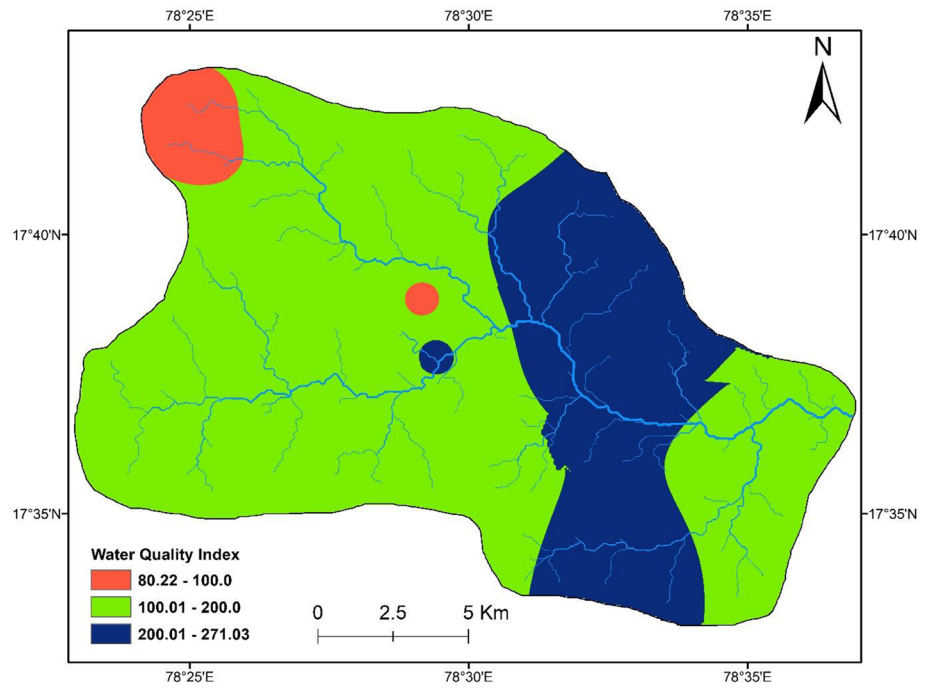 78°25'E 78°30'E 78°35'E
N
17°40'N 17°40'N
17°35'N 17°35'N
Water Quality Index
80.22 - 100.0
100.01 - 200.0
200.01 - 271.03
0 2.5 5 Km
78°25'E 78°30'E 78°35'E